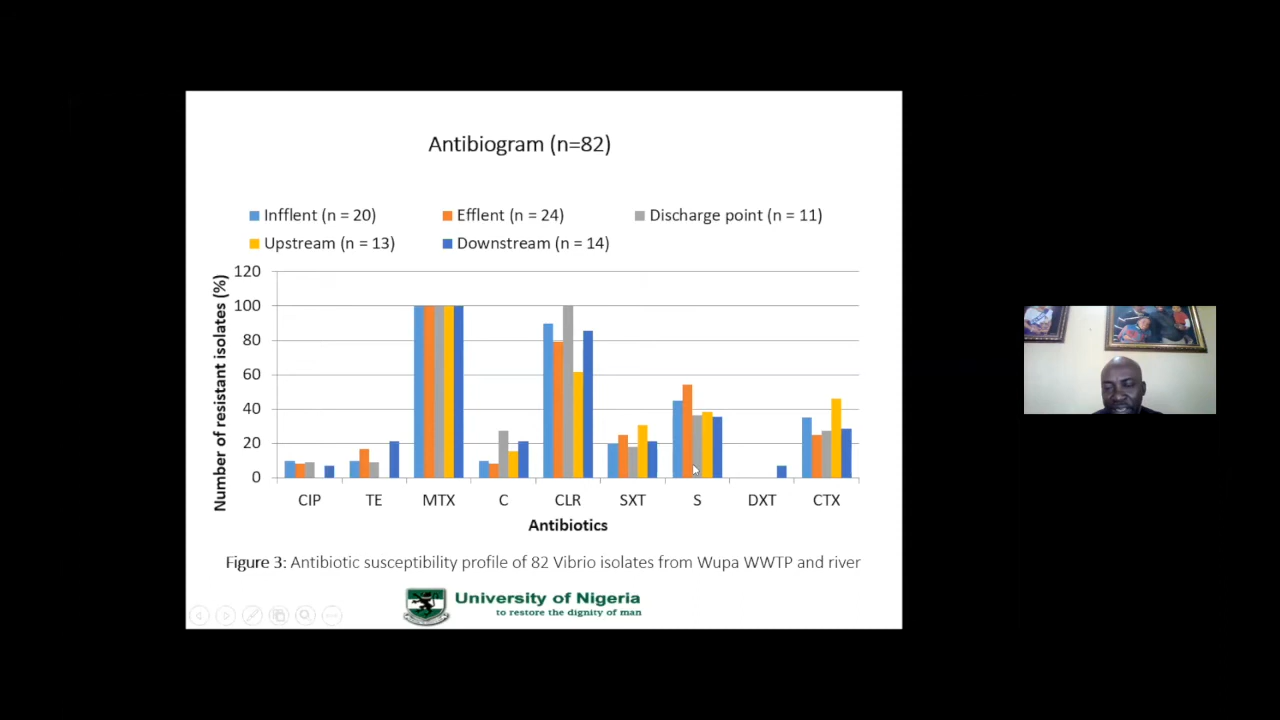 Antibiogram (n=82)
Infflent (n = 20) Efflent (n = 24) Discharge point (n = 11)
Upstream (n = 13) Downstream (n = 14)
Number of resistant isolates (%)
120
100
80
60
40
20
0
CIP TE MTX C CLR SXT S DXT CTX
Antibiotics
Figure 3: Antibiotic susceptibility profile of 82 Vibrio isolates from Wupa WWTP and river
University of Nigeria
to restore the dignity of man